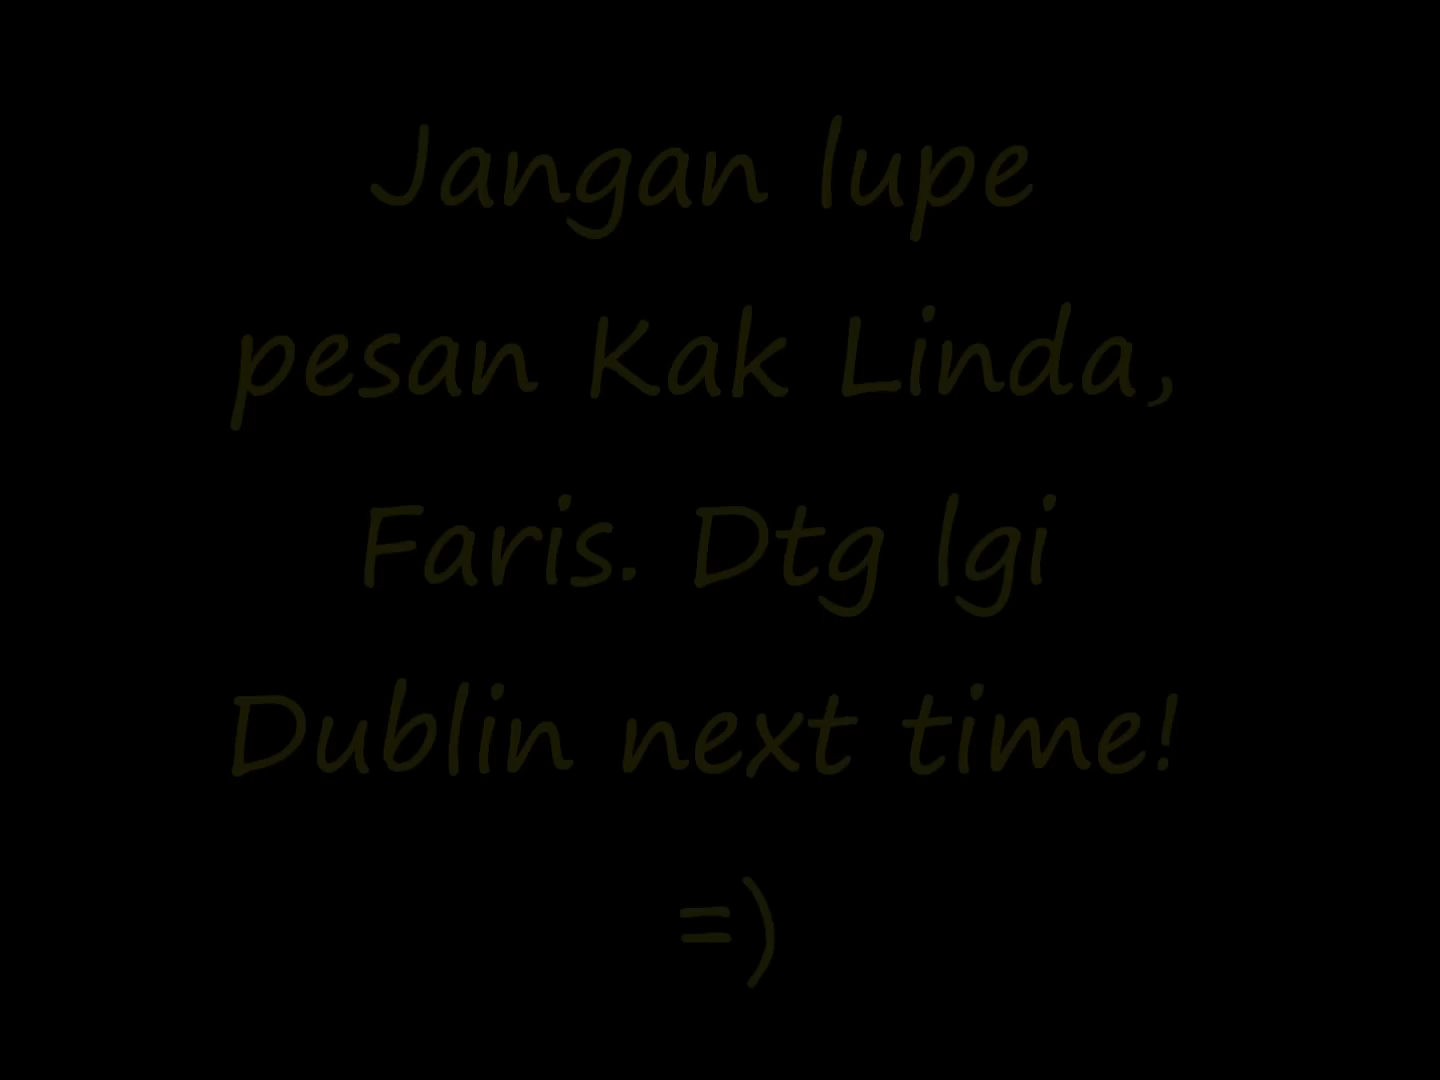 Jangan lupe
pesan Kak Linda,
Faris. Dtg lgi
Dublin next time!
=)